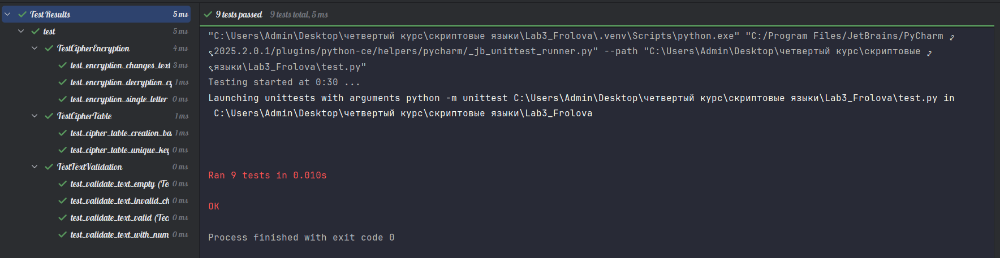 Test Results 5 ms
test 5 ms
TestCipherEncryption 4 ms
test_encryption_changes_text 3 ms
test_encryption_decryption_cy 1 ms
test_encryption_single_letter 0 ms
TestCipherTable 1 ms
test_cipher_table_creation_ba 1 ms
test_cipher_table_unique_key 0 ms
TestTextValidation 0 ms
test_validate_text_empty (Te 0 ms
test_validate_text_invalid_ch 0 ms
test_validate_text_valid (Tec 0 ms
test_validate_text_with_num 0 ms
9 tests passed 9 tests total, 5 ms
"C:\Users\Admin\Desktop\четвертый курс\скриптовые языки\Lab3_Frolova\.venv\Scripts\python.exe" "C:/Program Files/JetBrains/PyCharm
2025.2.0.1/plugins/python-ce/helpers/pycharm/_jb_unittest_runner.py" --path "C:\Users\Admin\Desktop\четвертый курс\скриптовые
языки\Lab3_Frolova\test.py"
Testing started at 0:30 ...
Launching unittests with arguments python -m unittest C:\Users\Admin\Desktop\четвертый курс\скриптовые языки\Lab3_Frolova\test.py in
C:\Users\Admin\Desktop\четвертый курс\скриптовые языки\Lab3_Frolova
Ran 9 tests in 0.010s
OK
Process finished with exit code 0